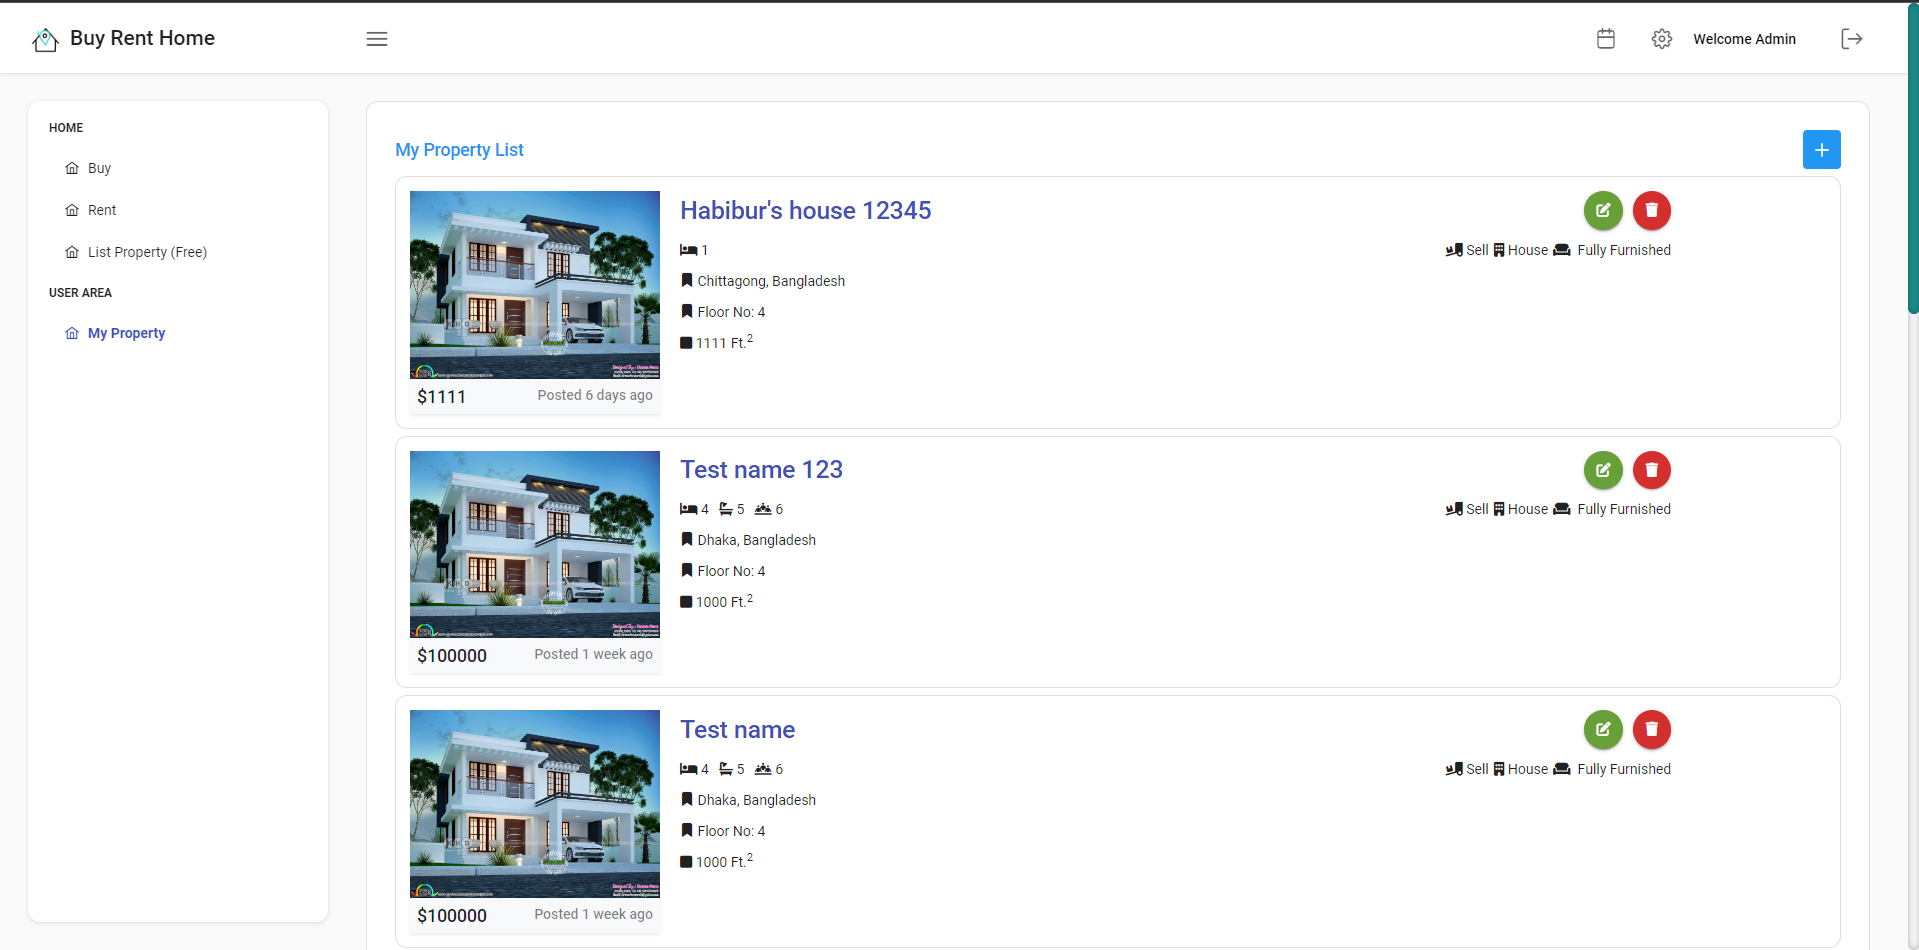 Buy Rent Home
Welcome Admin
HOME
Buy
Rent
List Property (Free)
USER AREA
My Property
My Property List
Habibur's house 12345
1
Sell House Fully Furnished
Chittagong, Bangladesh
Floor No: 4
1111 Ft.2
$1111 Posted 6 days ago
Test name 123
4 5 6
Sell House Fully Furnished
Dhaka, Bangladesh
Floor No: 4
1000 Ft.2
$100000 Posted 1 week ago
Test name
4 5 6
Sell House Fully Furnished
Dhaka, Bangladesh
Floor No: 4
1000 Ft.2
$100000 Posted 1 week ago